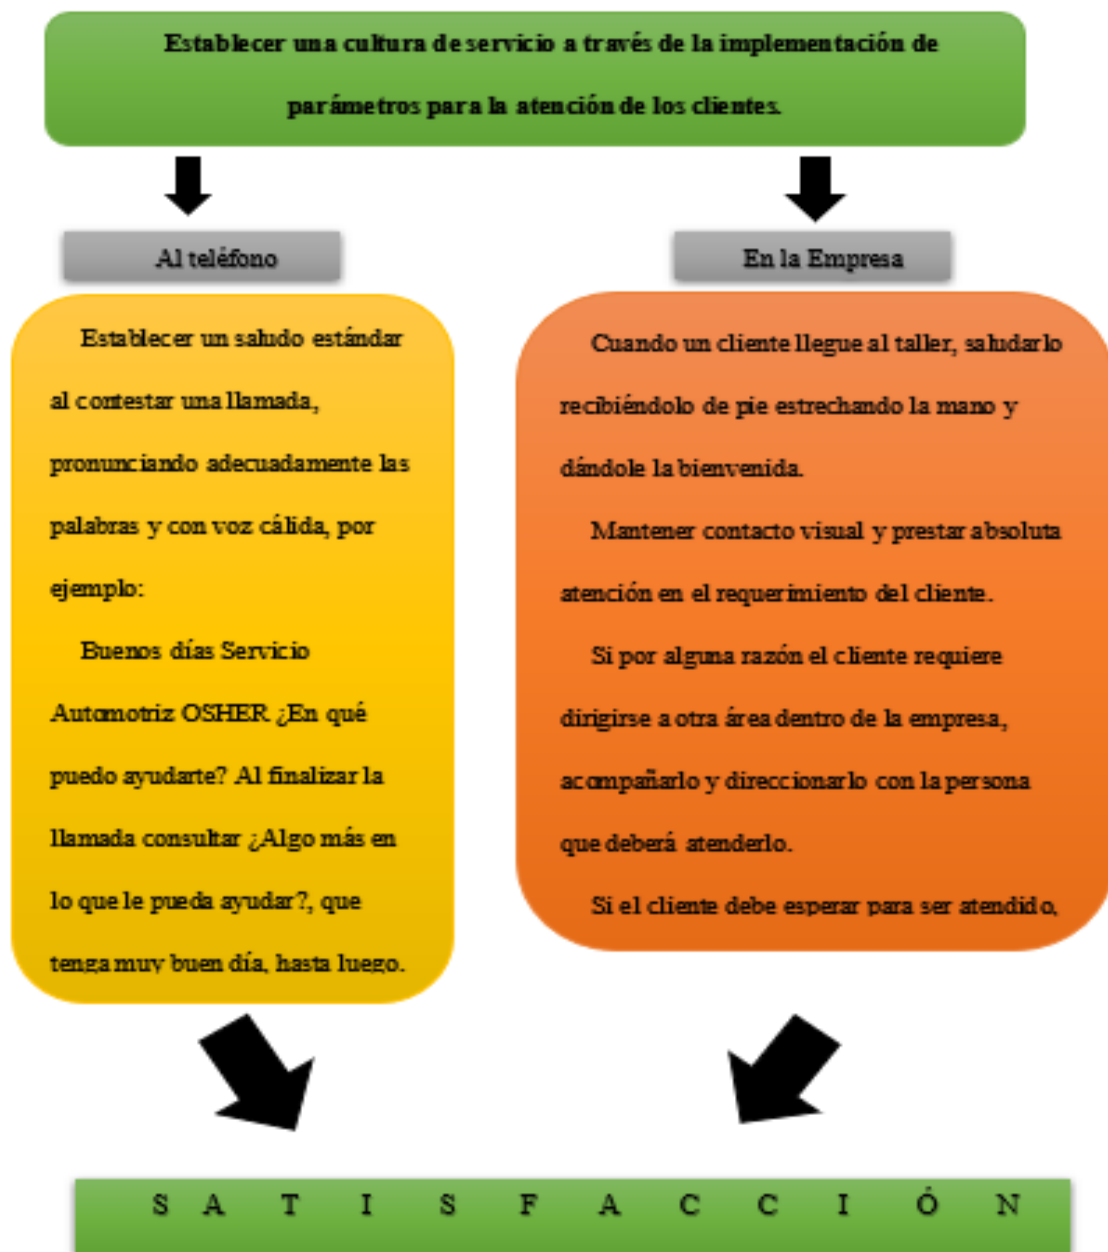 Establecer una cultura de servicio a través de la implementación de
parámetros para la atención de los clientes.
Al teléfono
Establecer un saludo estándar
al contestar una llamada,
pronunciando adecuadamente las
palabras y con voz cálida, por
ejemplo:
Buenos días Servicio
Automotriz OSHER ¿En qué
puedo ayudarte? Al finalizar la
llamada consultar ¿Algo más en
lo que le pueda ayudar?, que
tenga muy buen día, hasta luego.
En la Empresa
Cuando un cliente llegue al taller, saludarlo
recibiéndolo de pie estrechando la mano y
dándole la bienvenida.
Mantener contacto visual y prestar absoluta
atención en el requerimiento del cliente.
Si por alguna razón el cliente requiere
dirigirse a otra área dentro de la empresa,
acompañarlo y direccionarlo con la persona
que deberá atenderlo.
Si el cliente debe esperar para ser atendido,
S A T I S F A C C I Ó N